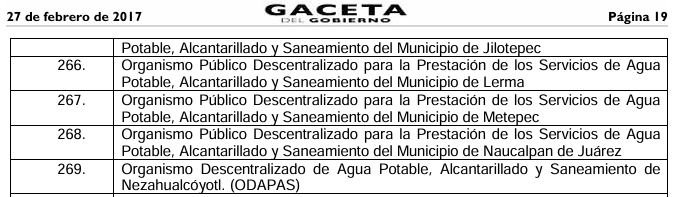 27 de febrero de 2017
GACETA
DEL GOBIERNO
Página 19
Potable, Alcantarillado y Saneamiento del Municipio de Jilotepec
266. Organismo Público Descentralizado para la Prestación de los Servicios de Agua
Potable, Alcantarillado y Saneamiento del Municipio de Lerma
267. Organismo Público Descentralizado para la Prestación de los Servicios de Agua
Potable, Alcantarillado y Saneamiento del Municipio de Metepec
268. Organismo Público Descentralizado para la Prestación de los Servicios de Agua
Potable, Alcantarillado y Saneamiento del Municipio de Naucalpan de Juárez
269. Organismo Descentralizado de Agua Potable, Alcantarillado y Saneamiento de
Nezahualcóyotl. (ODAPAS)